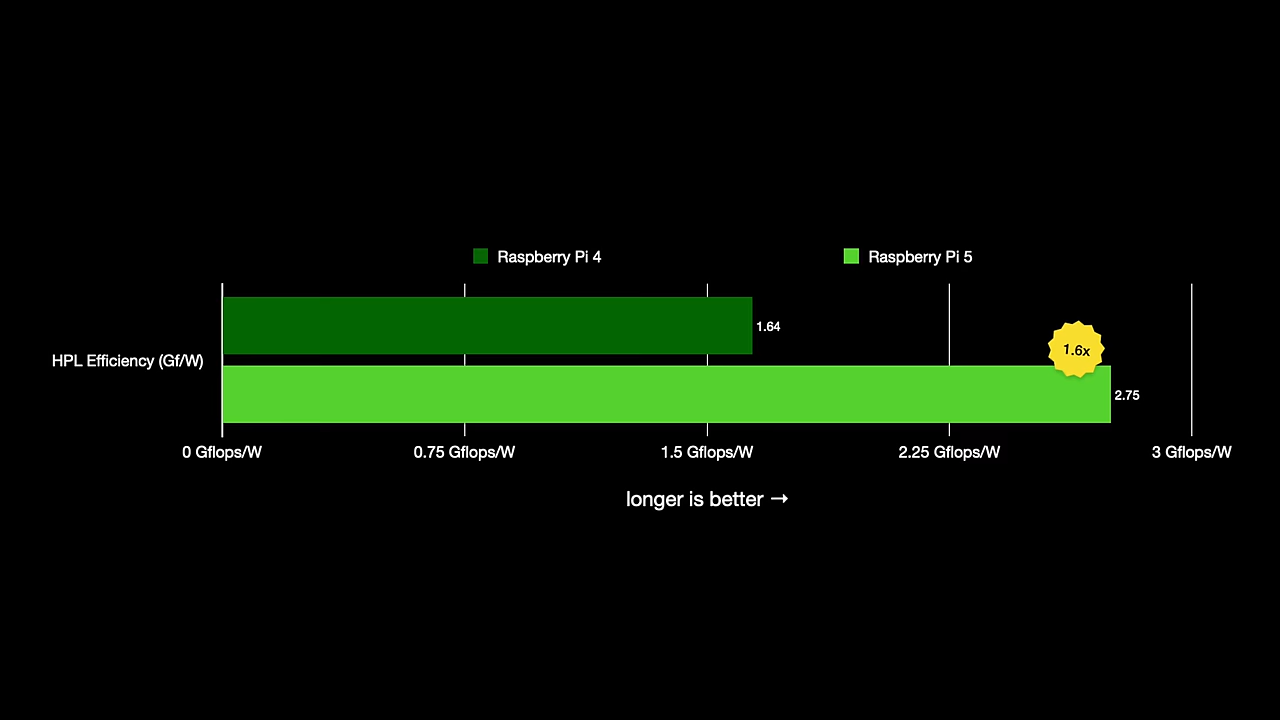 Raspberry Pi 4
Raspberry Pi 5
1.64
1.6x
HPL Efficiency (Gf/W)
2.75
0 Gflops/W
0.75 Gflops/W
1.5 Gflops/W
2.25 Gflops/W
3 Gflops/W
longer is better →